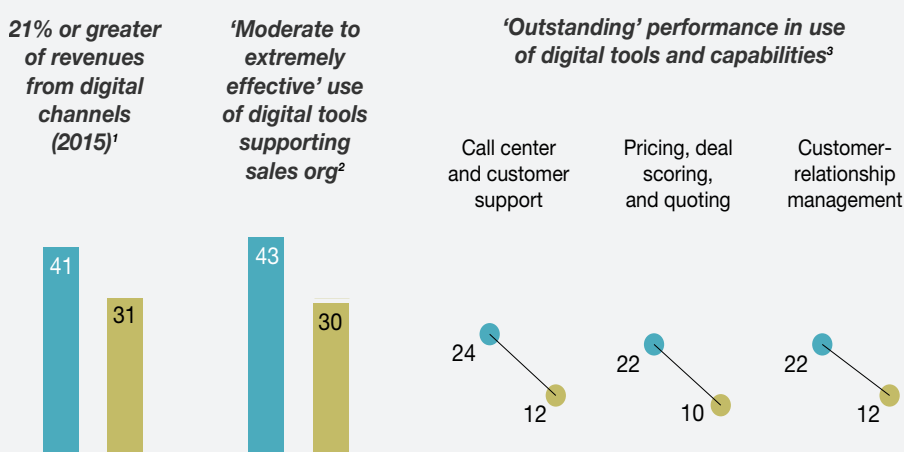 21% or greater
of revenues
from digital
channels
(2015)¹
‘Moderate to
extremely
effective’ use
of digital tools
supporting
sales org²
‘Outstanding’ performance in use
of digital tools and capabilities³
Call center
and customer
support
Pricing, deal
scoring,
and quoting
Customer-
relationship
management
41
31
43
30
24
12
22
10
22
12